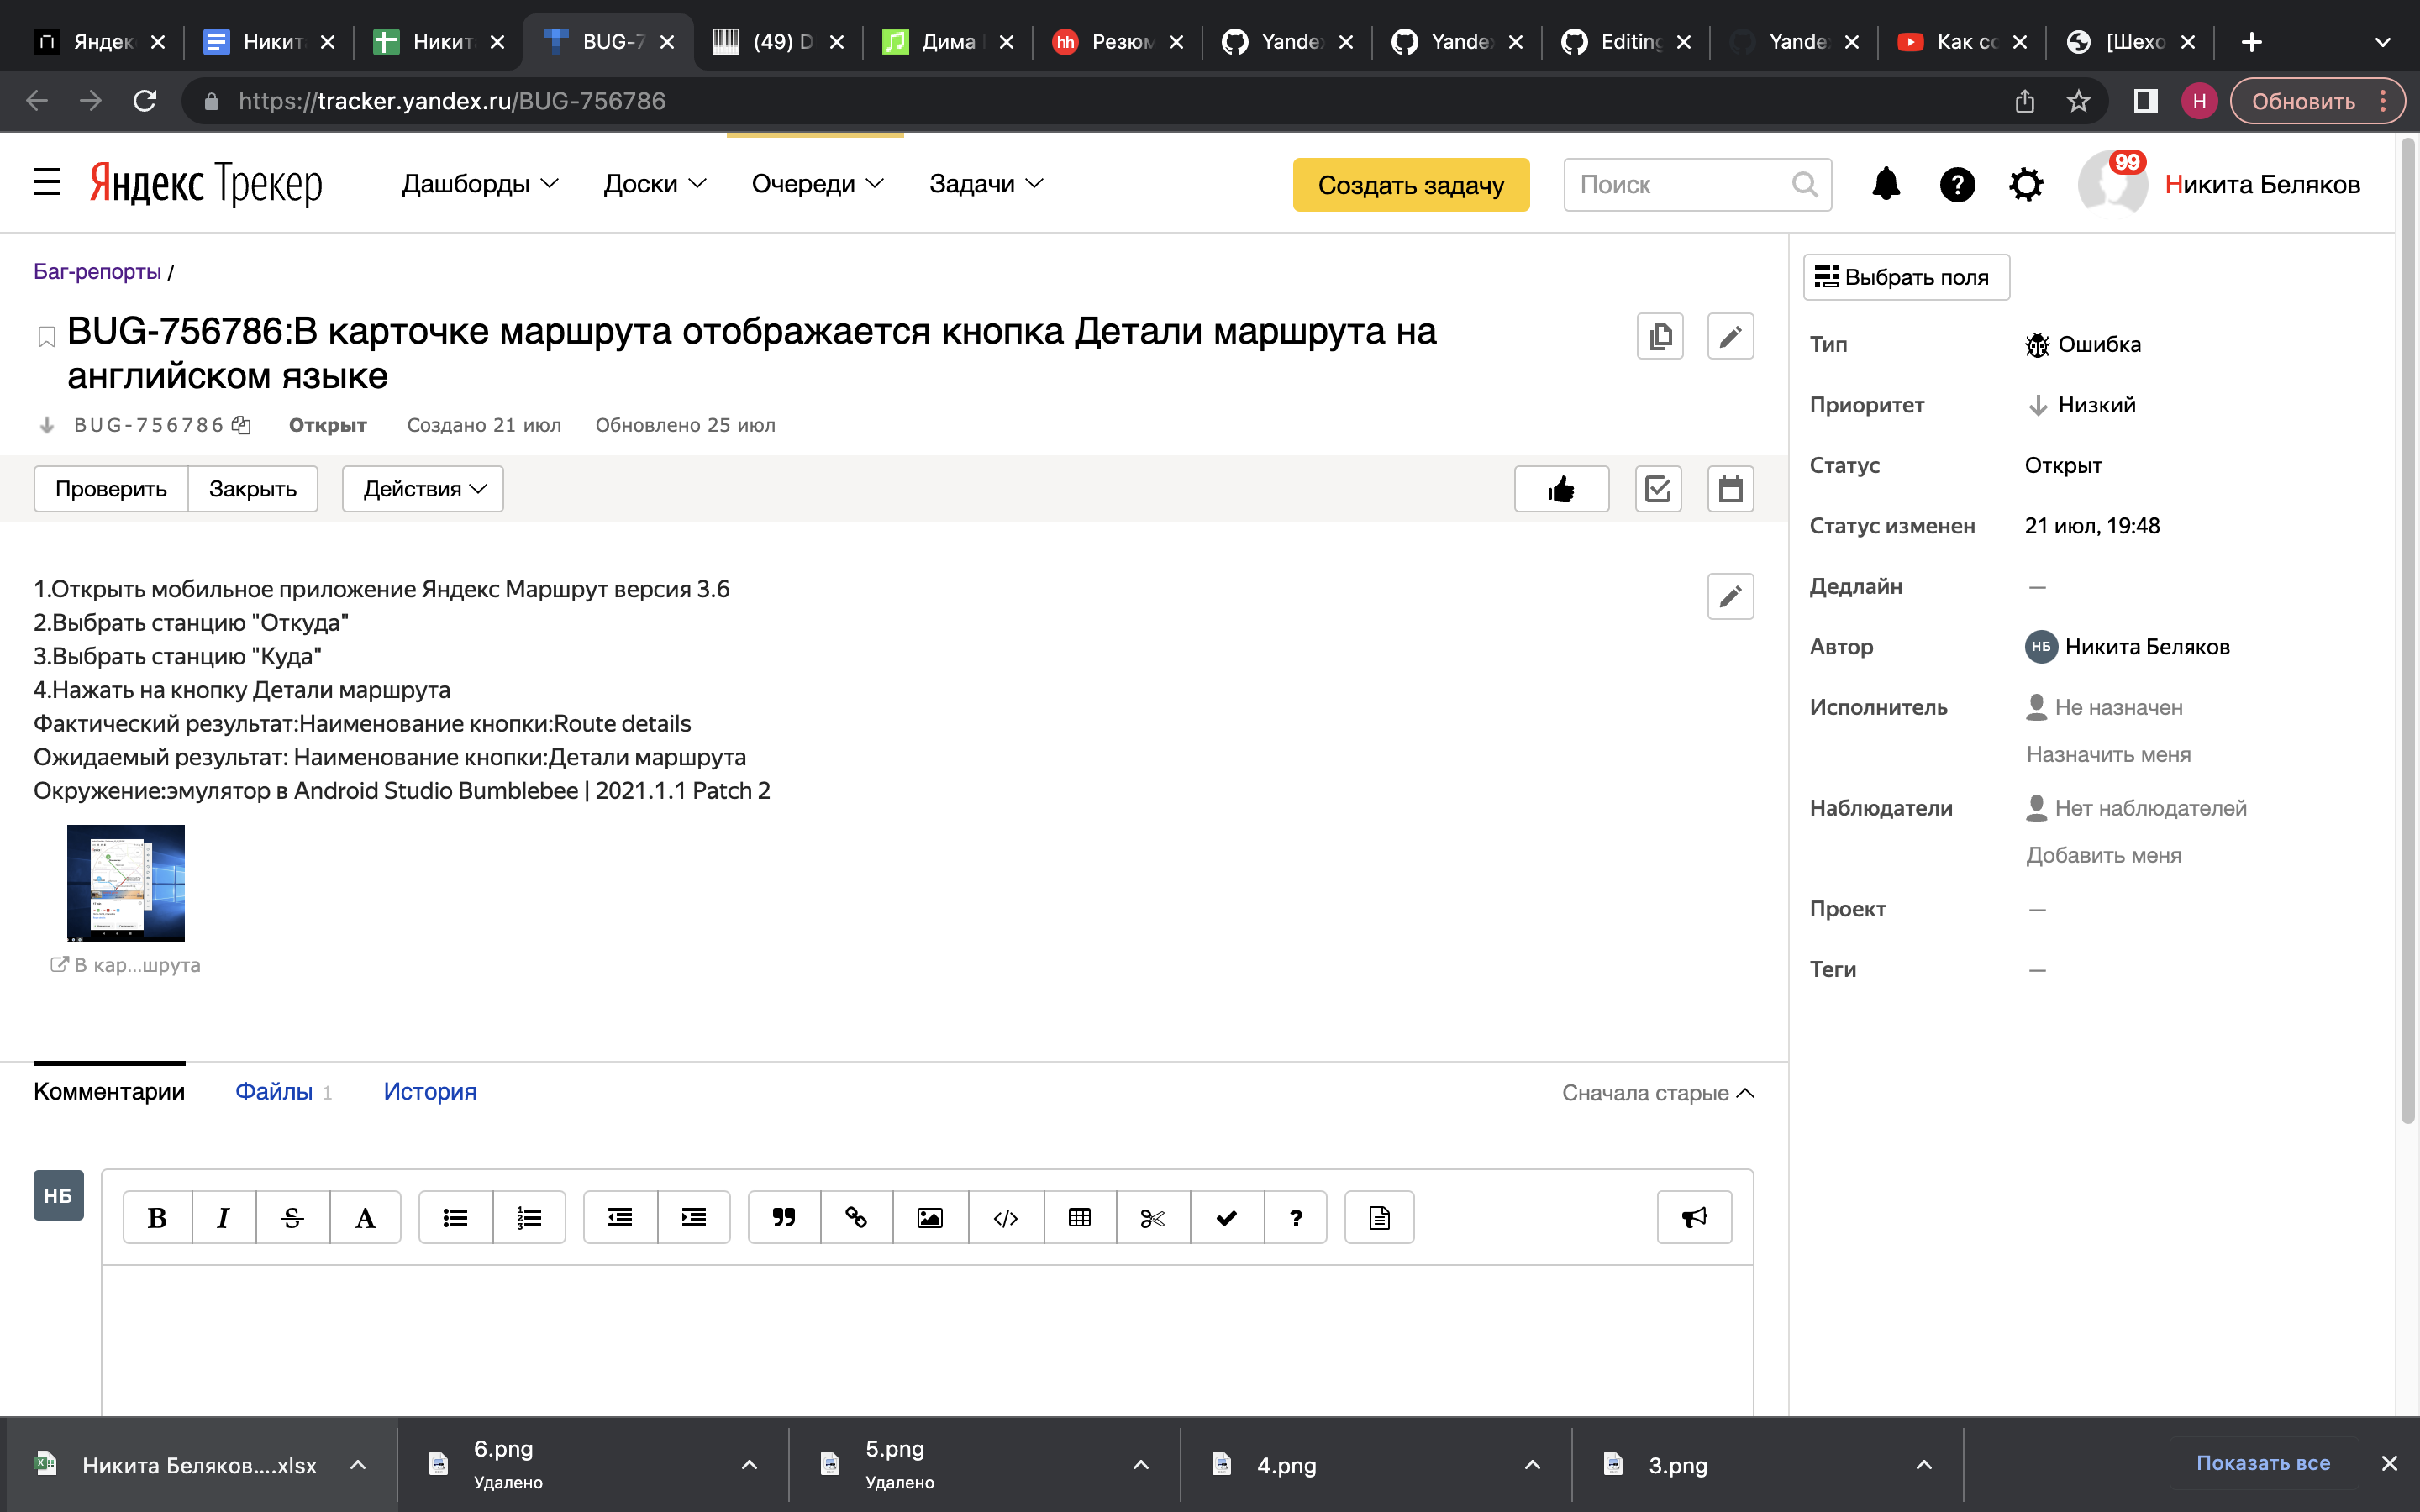 Яндек
Никит
Никит
BUG-7
(49) D
Дима
Резюм
Yande
Yande
Editing
Yande
Как сс
[Шехо
https://tracker.yandex.ru/BUG-756786
Н
Обновить
Яндекс Трекер
Дашборды
Доски
Очереди
Задачи
Создать задачу
Поиск
99
Никита Беляков
Баг-репорты /
BUG-756786:В карточке маршрута отображается кнопка Детали маршрута на
английском языке
BUG-756786
Открыт
Создано 21 июл
Обновлено 25 июл
Проверить
Закрыть
Действия
1.Открыть мобильное приложение Яндекс Маршрут версия 3.6
2.Выбрать станцию "Откуда"
3.Выбрать станцию "Куда"
4.Нажать на кнопку Детали маршрута
Фактический результат:Наименование кнопки:Route details
Ожидаемый результат: Наименование кнопки:Детали маршрута
Окружение:эмулятор в Android Studio Bumblebee | 2021.1.1 Patch 2
В кар...шрута
Выбрать поля
Тип
Ошибка
Приоритет
Низкий
Статус
Открыт
Статус изменен
21 июл, 19:48
Дедлайн
—
Автор
НБ Никита Беляков
Исполнитель
Не назначен
Назначить меня
Наблюдатели
Нет наблюдателей
Добавить меня
Проект
—
Теги
—
Комментарии
Файлы 1
История
Сначала старые
НБ
B I S A
Никита Беляков....xlsx
6.png
Удалено
5.png
Удалено
4.png
3.png
Показать все